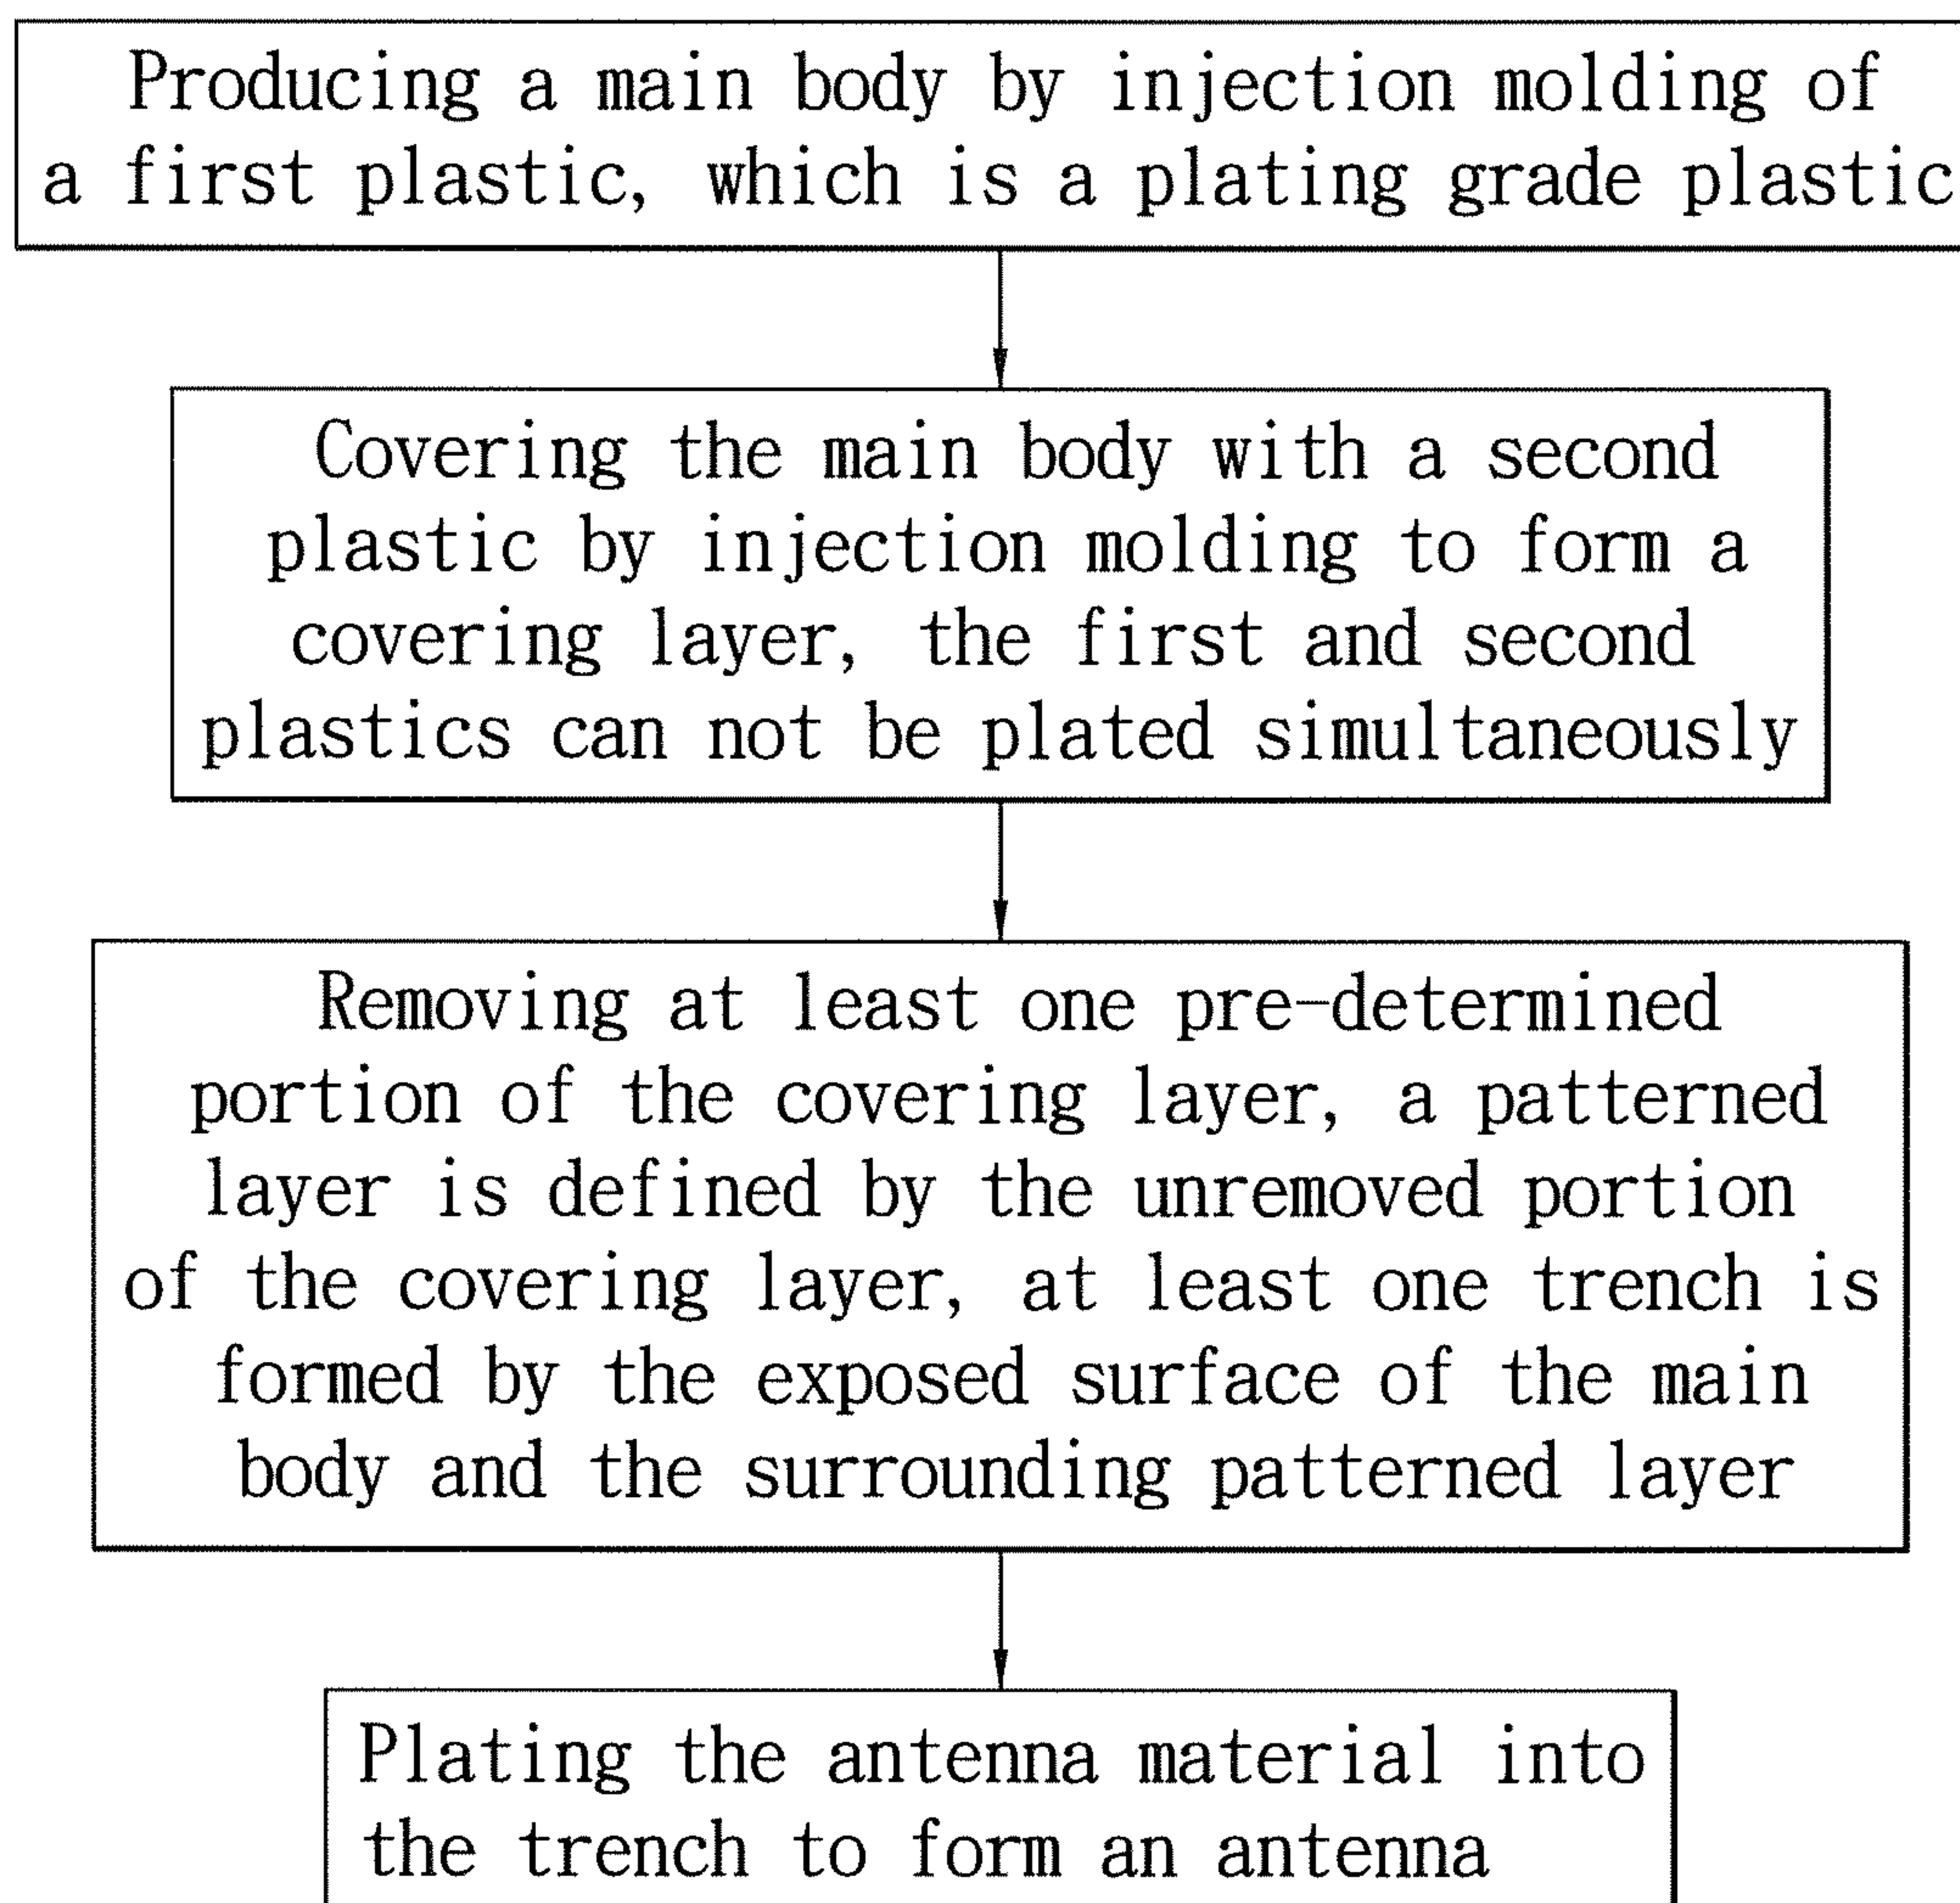 Producing a main body by injection molding of
a first plastic, which is a plating grade plastic
Covering the main body with a second
plastic by injection molding to form a
covering layer, the first and second
plastics can not be plated simultaneously
Removing at least one pre-determined
portion of the covering layer, a patterned
layer is defined by the unremoved portion
of the covering layer, at least one trench is
formed by the exposed surface of the main
body and the surrounding patterned layer
Plating the antenna material into
the trench to form an antenna